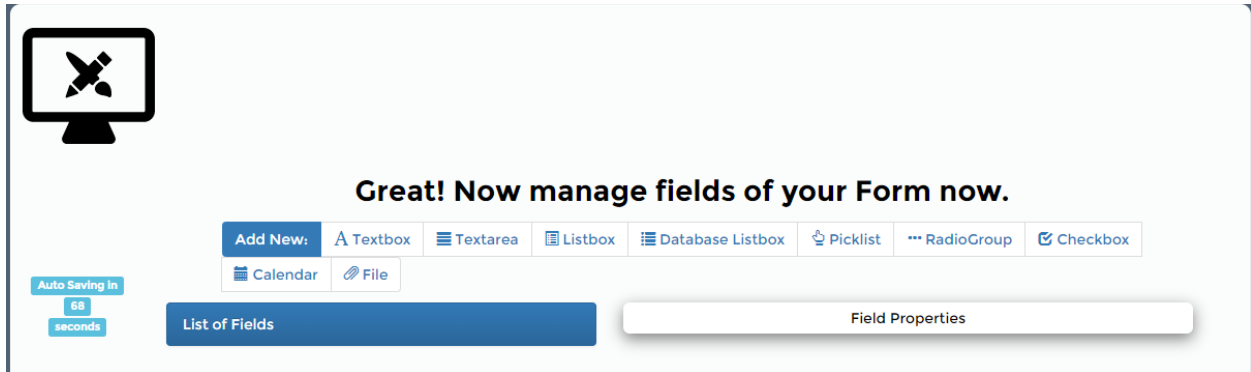 Great! Now manage fields of your Form now.
Add New: Textbox Textarea Listbox Database Listbox Picklist RadioGroup Checkbox
Calendar File
Auto Saving in
68
seconds
List of Fields
Field Properties